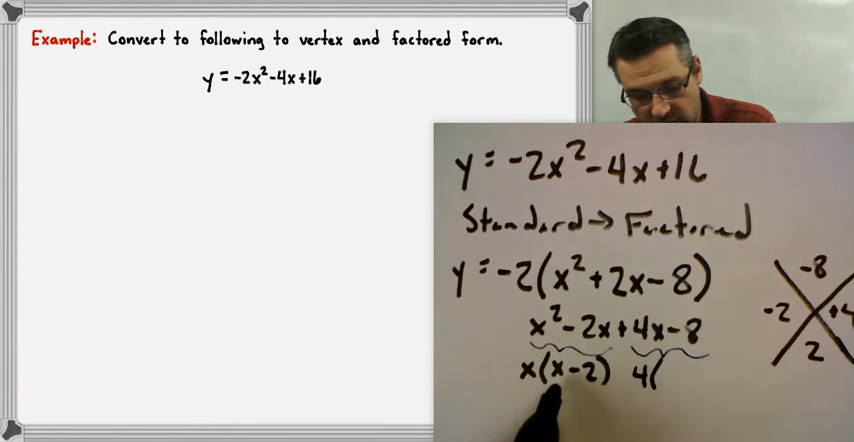 Example: Convert to following to vertex and factored form.
y = -2x² - 4x + 16
y = -2x² - 4x + 16
Standard → Factored
y = -2(x² + 2x - 8)
x² - 2x + 4x - 8
x(x - 2) 4(
-8
-2 +4
2